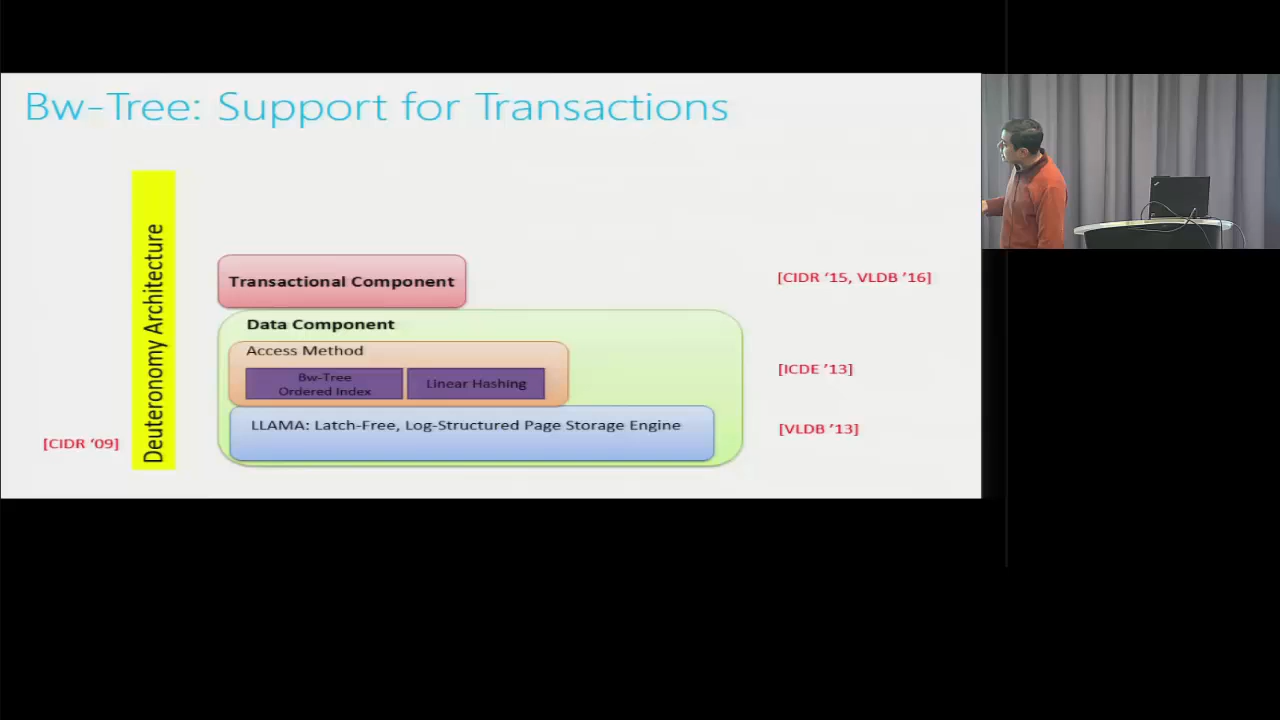 Bw-Tree: Support for Transactions
Deuteronomy Architecture
[CIDR ‘09]
Transactional Component
[CIDR ‘15, VLDB ’16]
Data Component
Access Method
Bw-Tree
Ordered Index
Linear Hashing
[ICDE ‘13]
LLAMA: Latch-Free, Log-Structured Page Storage Engine
[VLDB ’13]